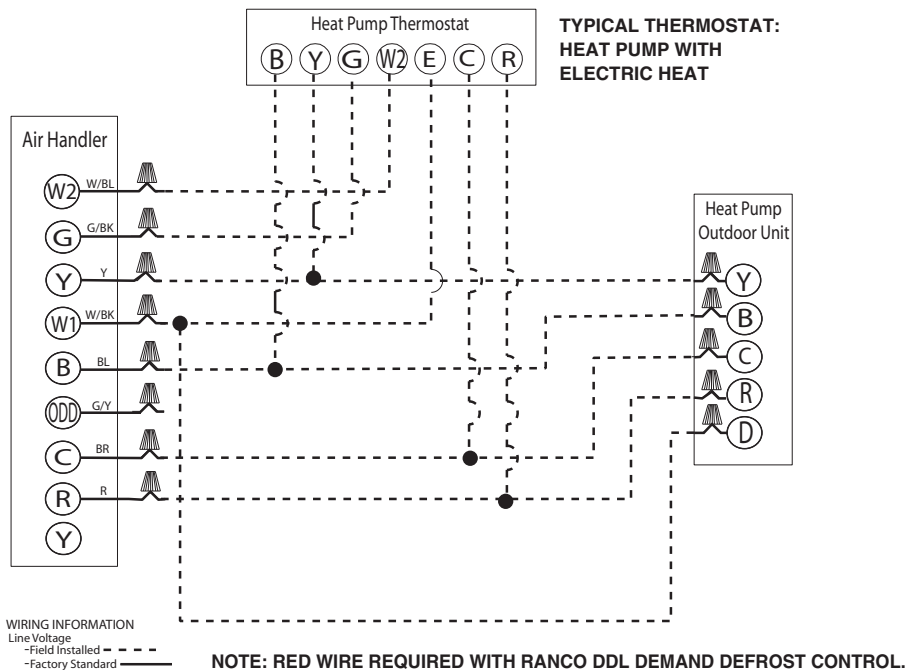 Heat Pump Thermostat
B Y G W2 E C R
TYPICAL THERMOSTAT:
HEAT PUMP WITH
ELECTRIC HEAT
Air Handler
W2 W/BL
G G/BK
Y Y
W1 W/BK
B BL
ODD G/Y
C BR
R R
Y
Heat Pump
Outdoor Unit
Y
B
C
R
D
WIRING INFORMATION
Line Voltage
-Field Installed
-Factory Standard
NOTE: RED WIRE REQUIRED WITH RANCO DDL DEMAND DEFROST CONTROL.